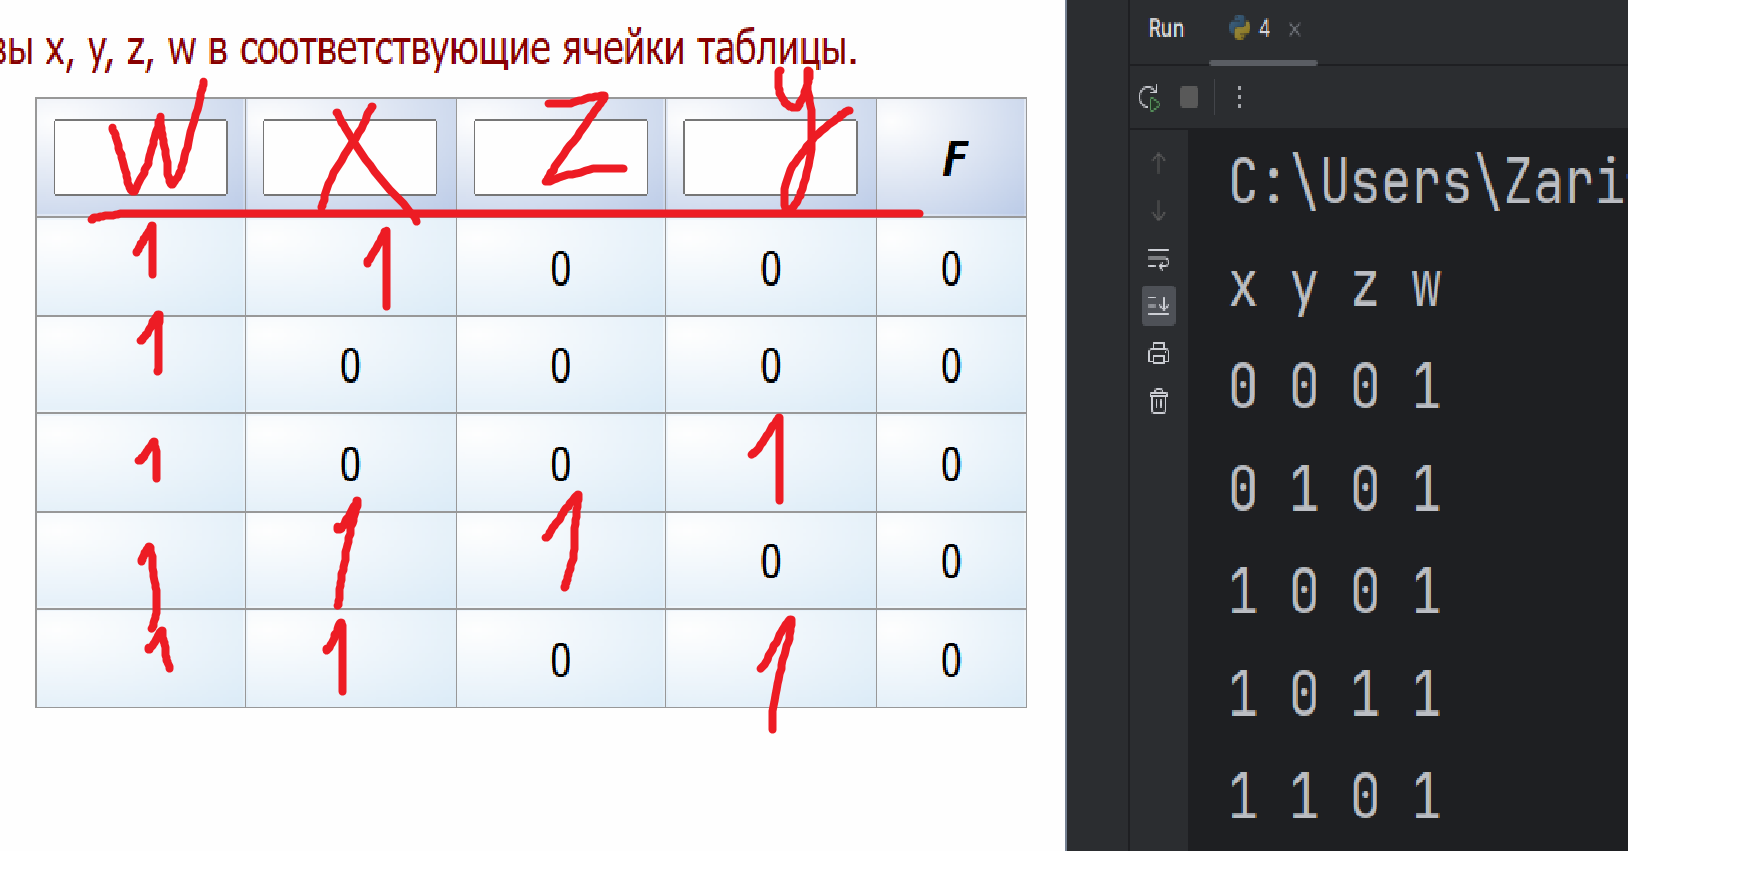 вы x, y, z, w в соответствующие ячейки таблицы.
w x z y F
1 1 0 0 0
1 0 0 0 0
1 0 0 1 0
1 1 1 0 0
1 1 0 1 0
Run 4
C:\Users\Zari
x y z w
0 0 0 1
0 1 0 1
1 0 0 1
1 0 1 1
1 1 0 1